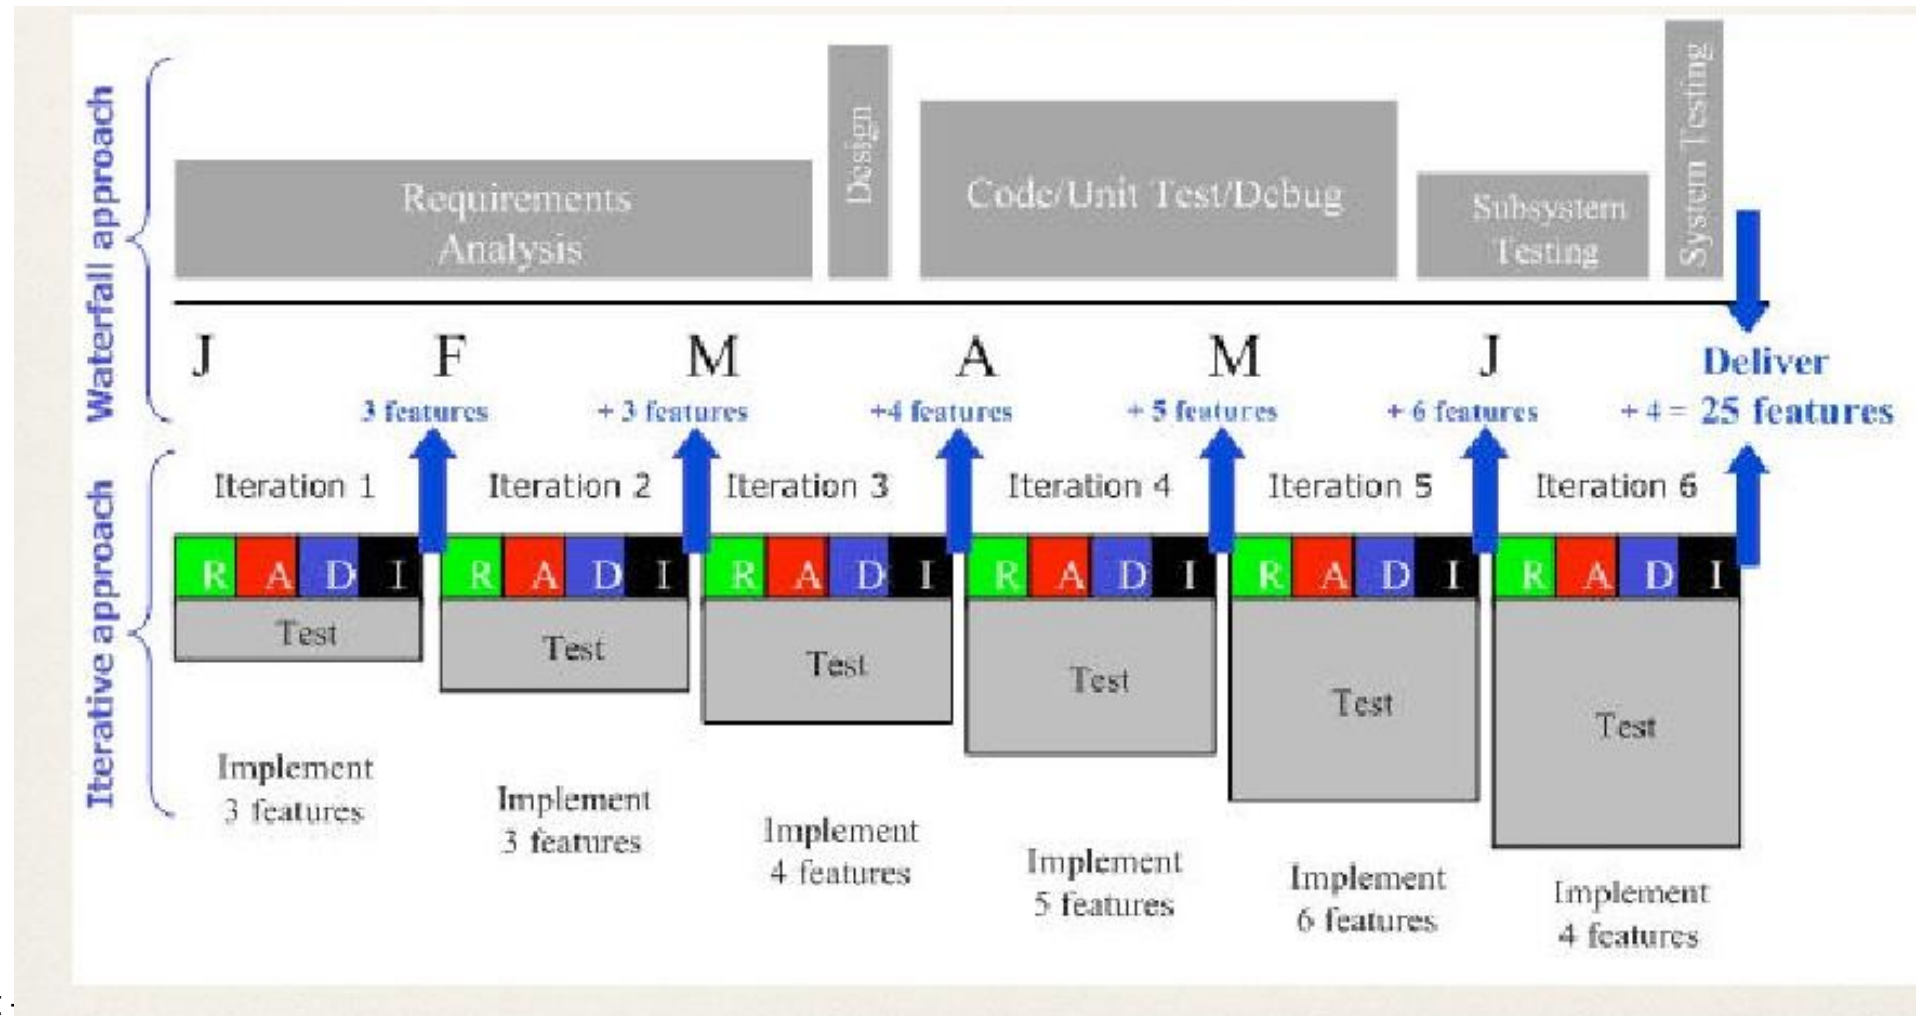 Waterfall approach
Requirements
Analysis
Design
Code/Unit Test/Debug
Subsystem
Testing
System Testing
J F M A M J
Deliver
3 features + 3 features +4 features + 5 features + 6 features + 4 = 25 features
Iterative approach
Iteration 1 Iteration 2 Iteration 3 Iteration 4 Iteration 5 Iteration 6
R A D I R A D I R A D I R A D I R A D I R A D I
Test Test Test Test Test Test
Implement
3 features
Implement
3 features
Implement
4 features
Implement
5 features
Implement
6 features
Implement
4 features